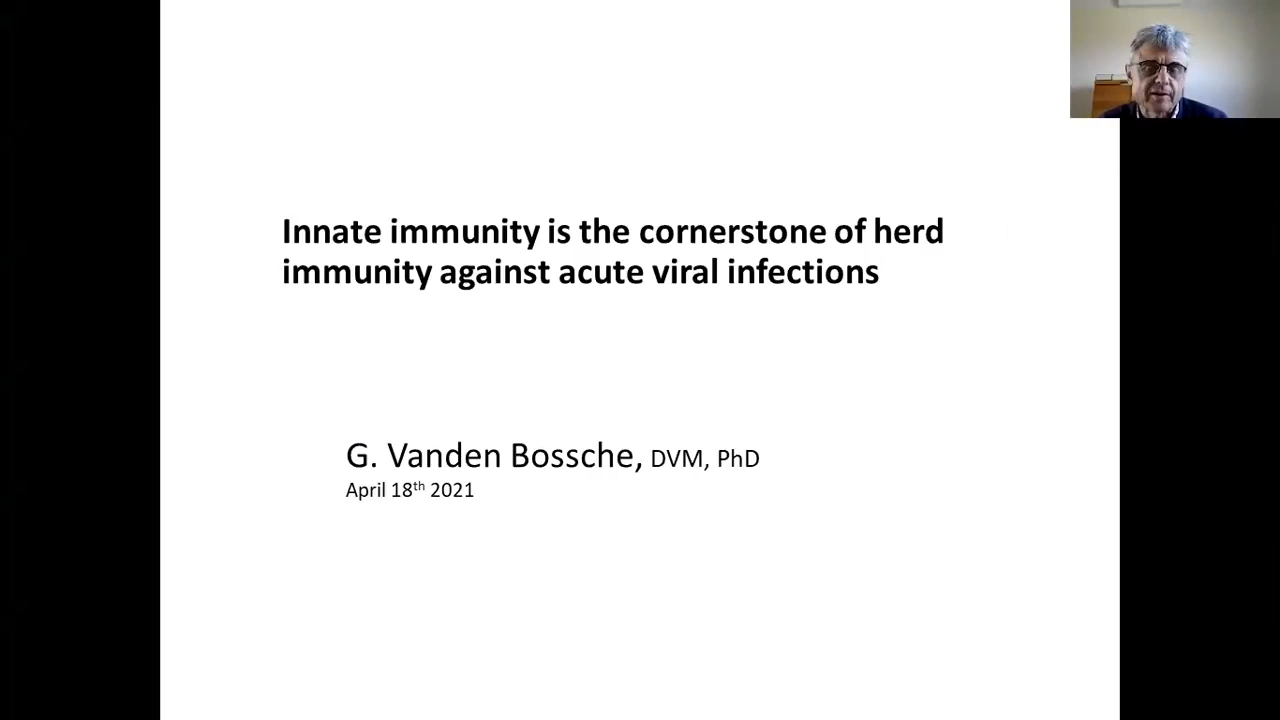 Innate immunity is the cornerstone of herd
immunity against acute viral infections
G. Vanden Bossche, DVM, PhD
April 18th 2021